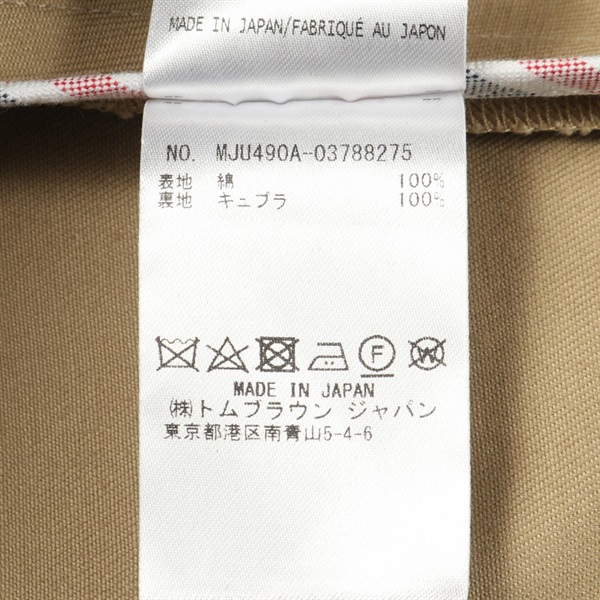 MADE IN JAPAN/FABRIQUÉ AU JAPON
NO. MJU490A-03788275
表地 綿 100%
裏地 キュプラ 100%
F W
MADE IN JAPAN
㈱トムブラウン ジャパン
東京都港区南青山5-4-6